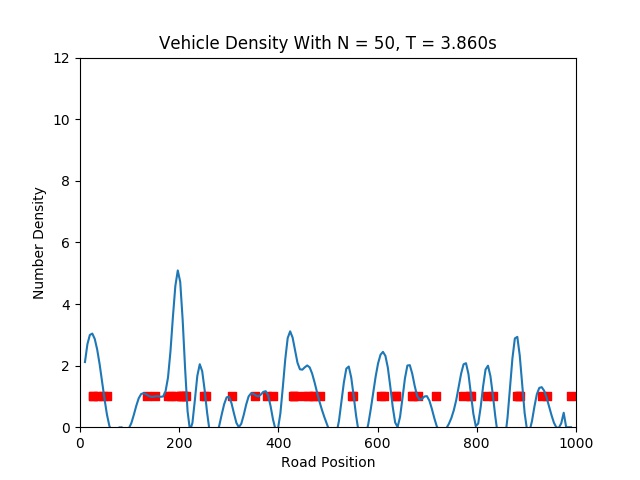 Vehicle Density With N = 50, T = 3.860s
12
10
8
6
4
2
0
Number Density
0 200 400 600 800 1000
Road Position